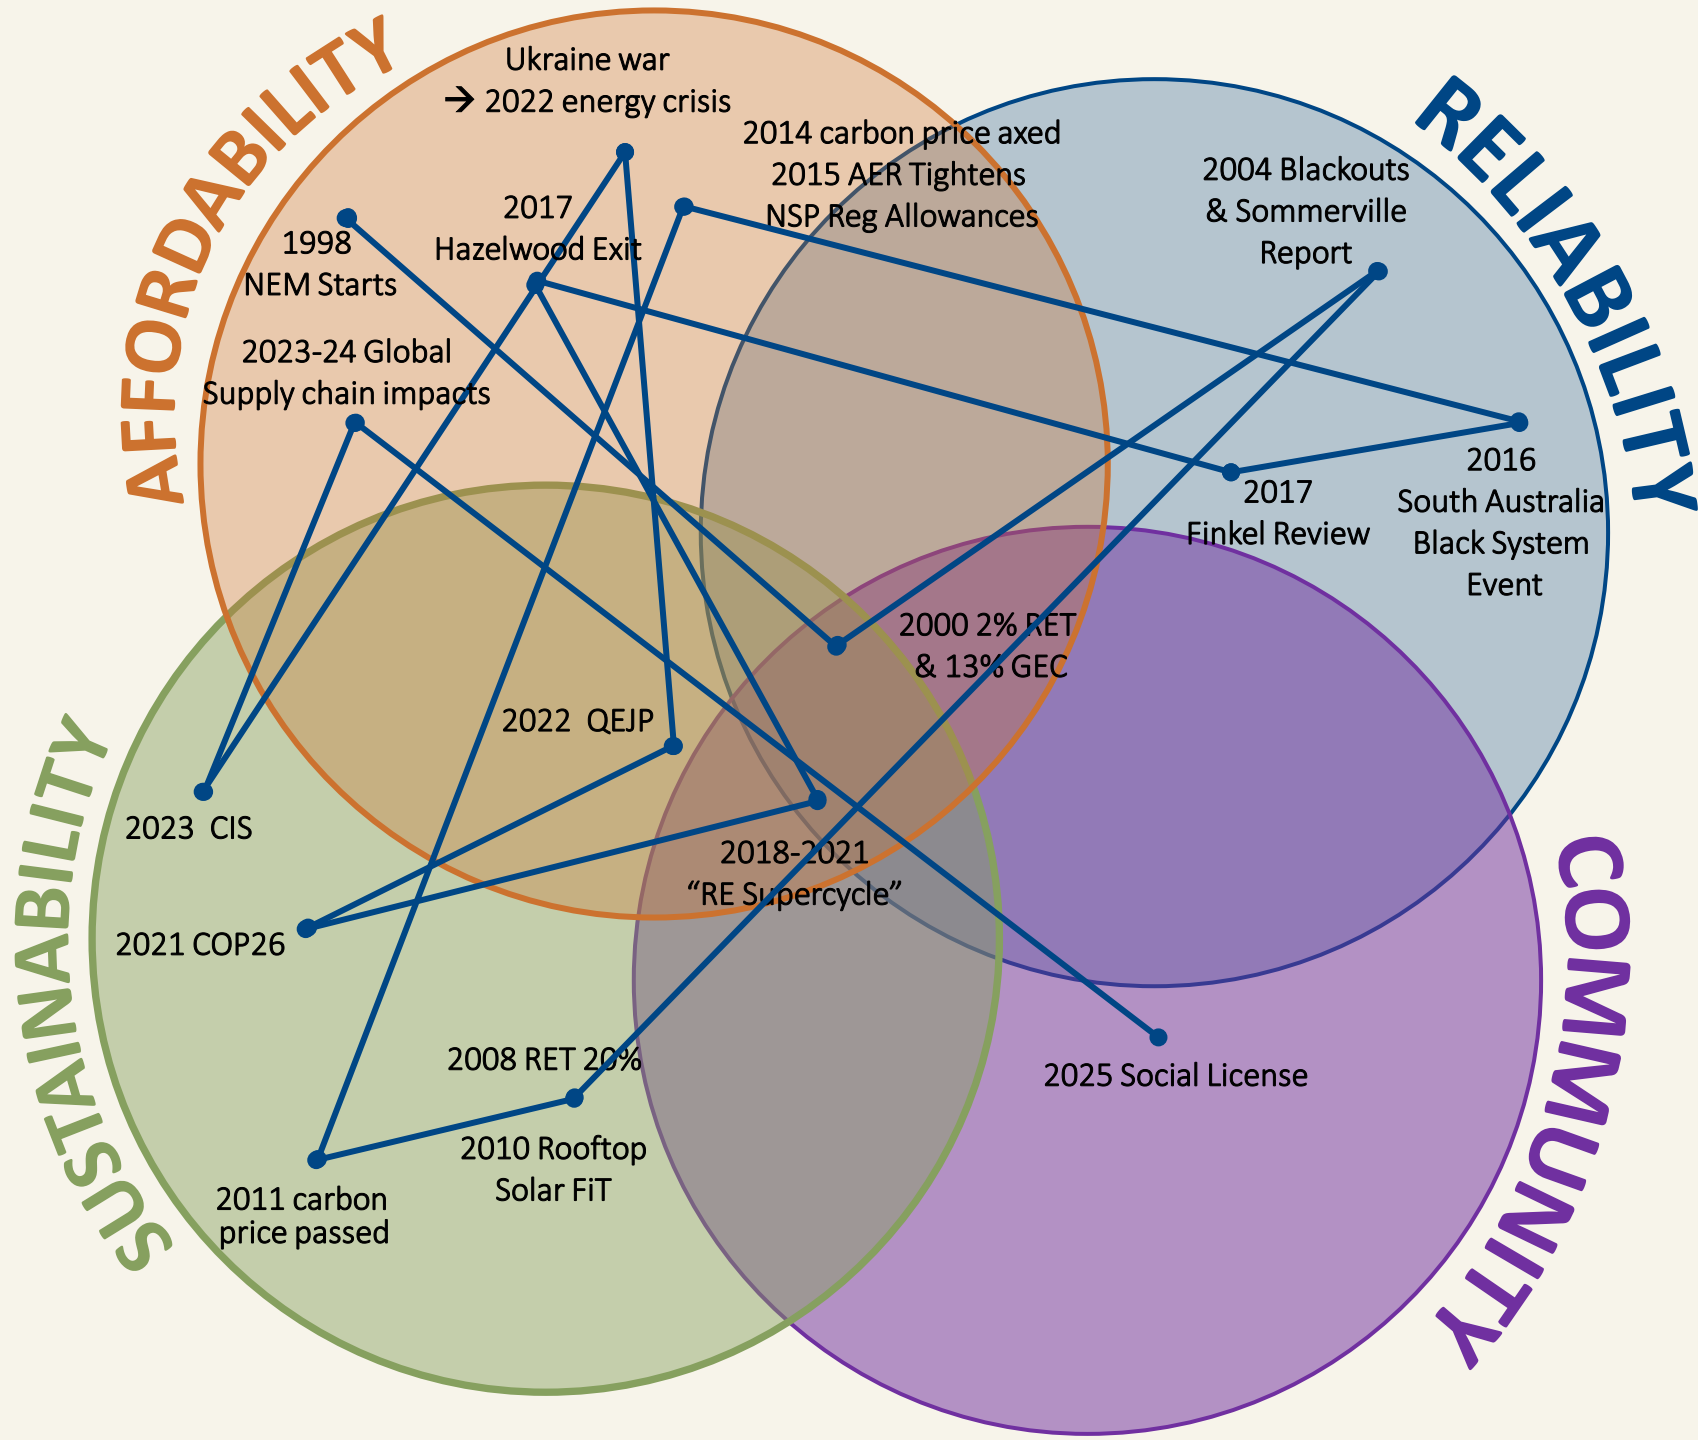 AFFORDABILITY
RELIABILITY
SUSTAINABILITY
COMMUNITY
Ukraine war
→ 2022 energy crisis
2014 carbon price axed
2015 AER Tightens
NSP Reg Allowances
2004 Blackouts
& Sommerville
Report
2017
Hazelwood Exit
1998
NEM Starts
2023-24 Global
Supply chain impacts
2016
South Australia
Black System
Event
2017
Finkel Review
2000 2% RET
& 13% GEC
2022 QEJP
2023 CIS
2018-2021
“RE Supercycle”
2021 COP26
2008 RET 20%
2025 Social License
2010 Rooftop
Solar FiT
2011 carbon
price passed